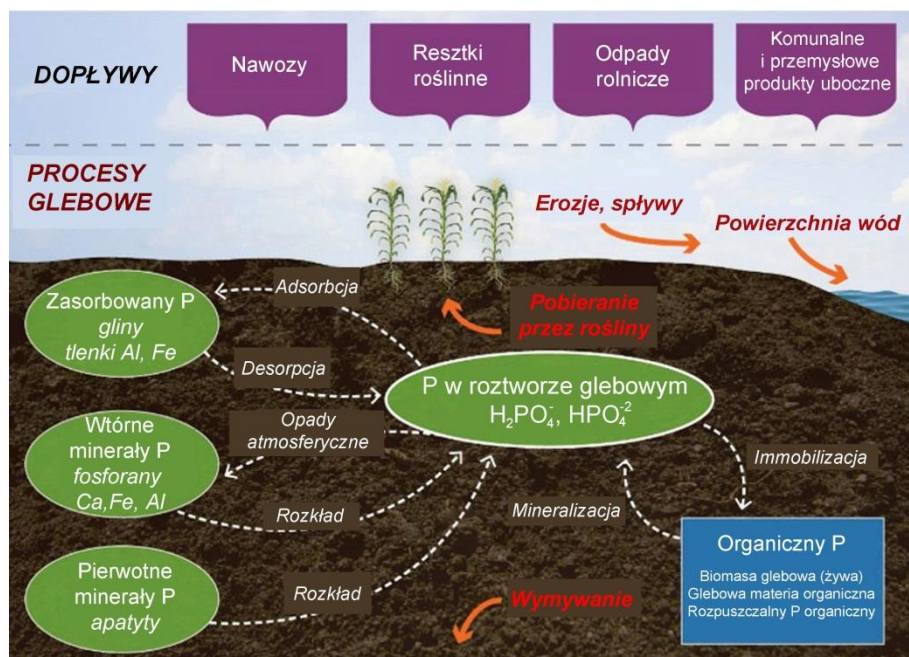 DOPŁYWY
Nawozy
Resztki
roślinne
Odpady
rolnicze
Komunalne
i przemysłowe
produkty uboczne
PROCESY
GLEBOWE
Erozje, spływy
Powierzchnia wód
Zasorbowany P
gliny
tlenki Al, Fe
Adsorbcja
Desorpcja
Pobieranie
przez rośliny
P w roztworze glebowym
H₂PO₄⁻, HPO₄⁻²
Wtórne
minerały P
fosforany
Ca,Fe, Al
Opady
atmosferyczne
Rozkład
Immobilizacja
Mineralizacja
Organiczny P
Biomasa glebowa (żywa)
Glebowa materia organiczna
Rozpuszczalny P organiczny
Pierwotne
minerały P
apatyty
Rozkład
Wymywanie